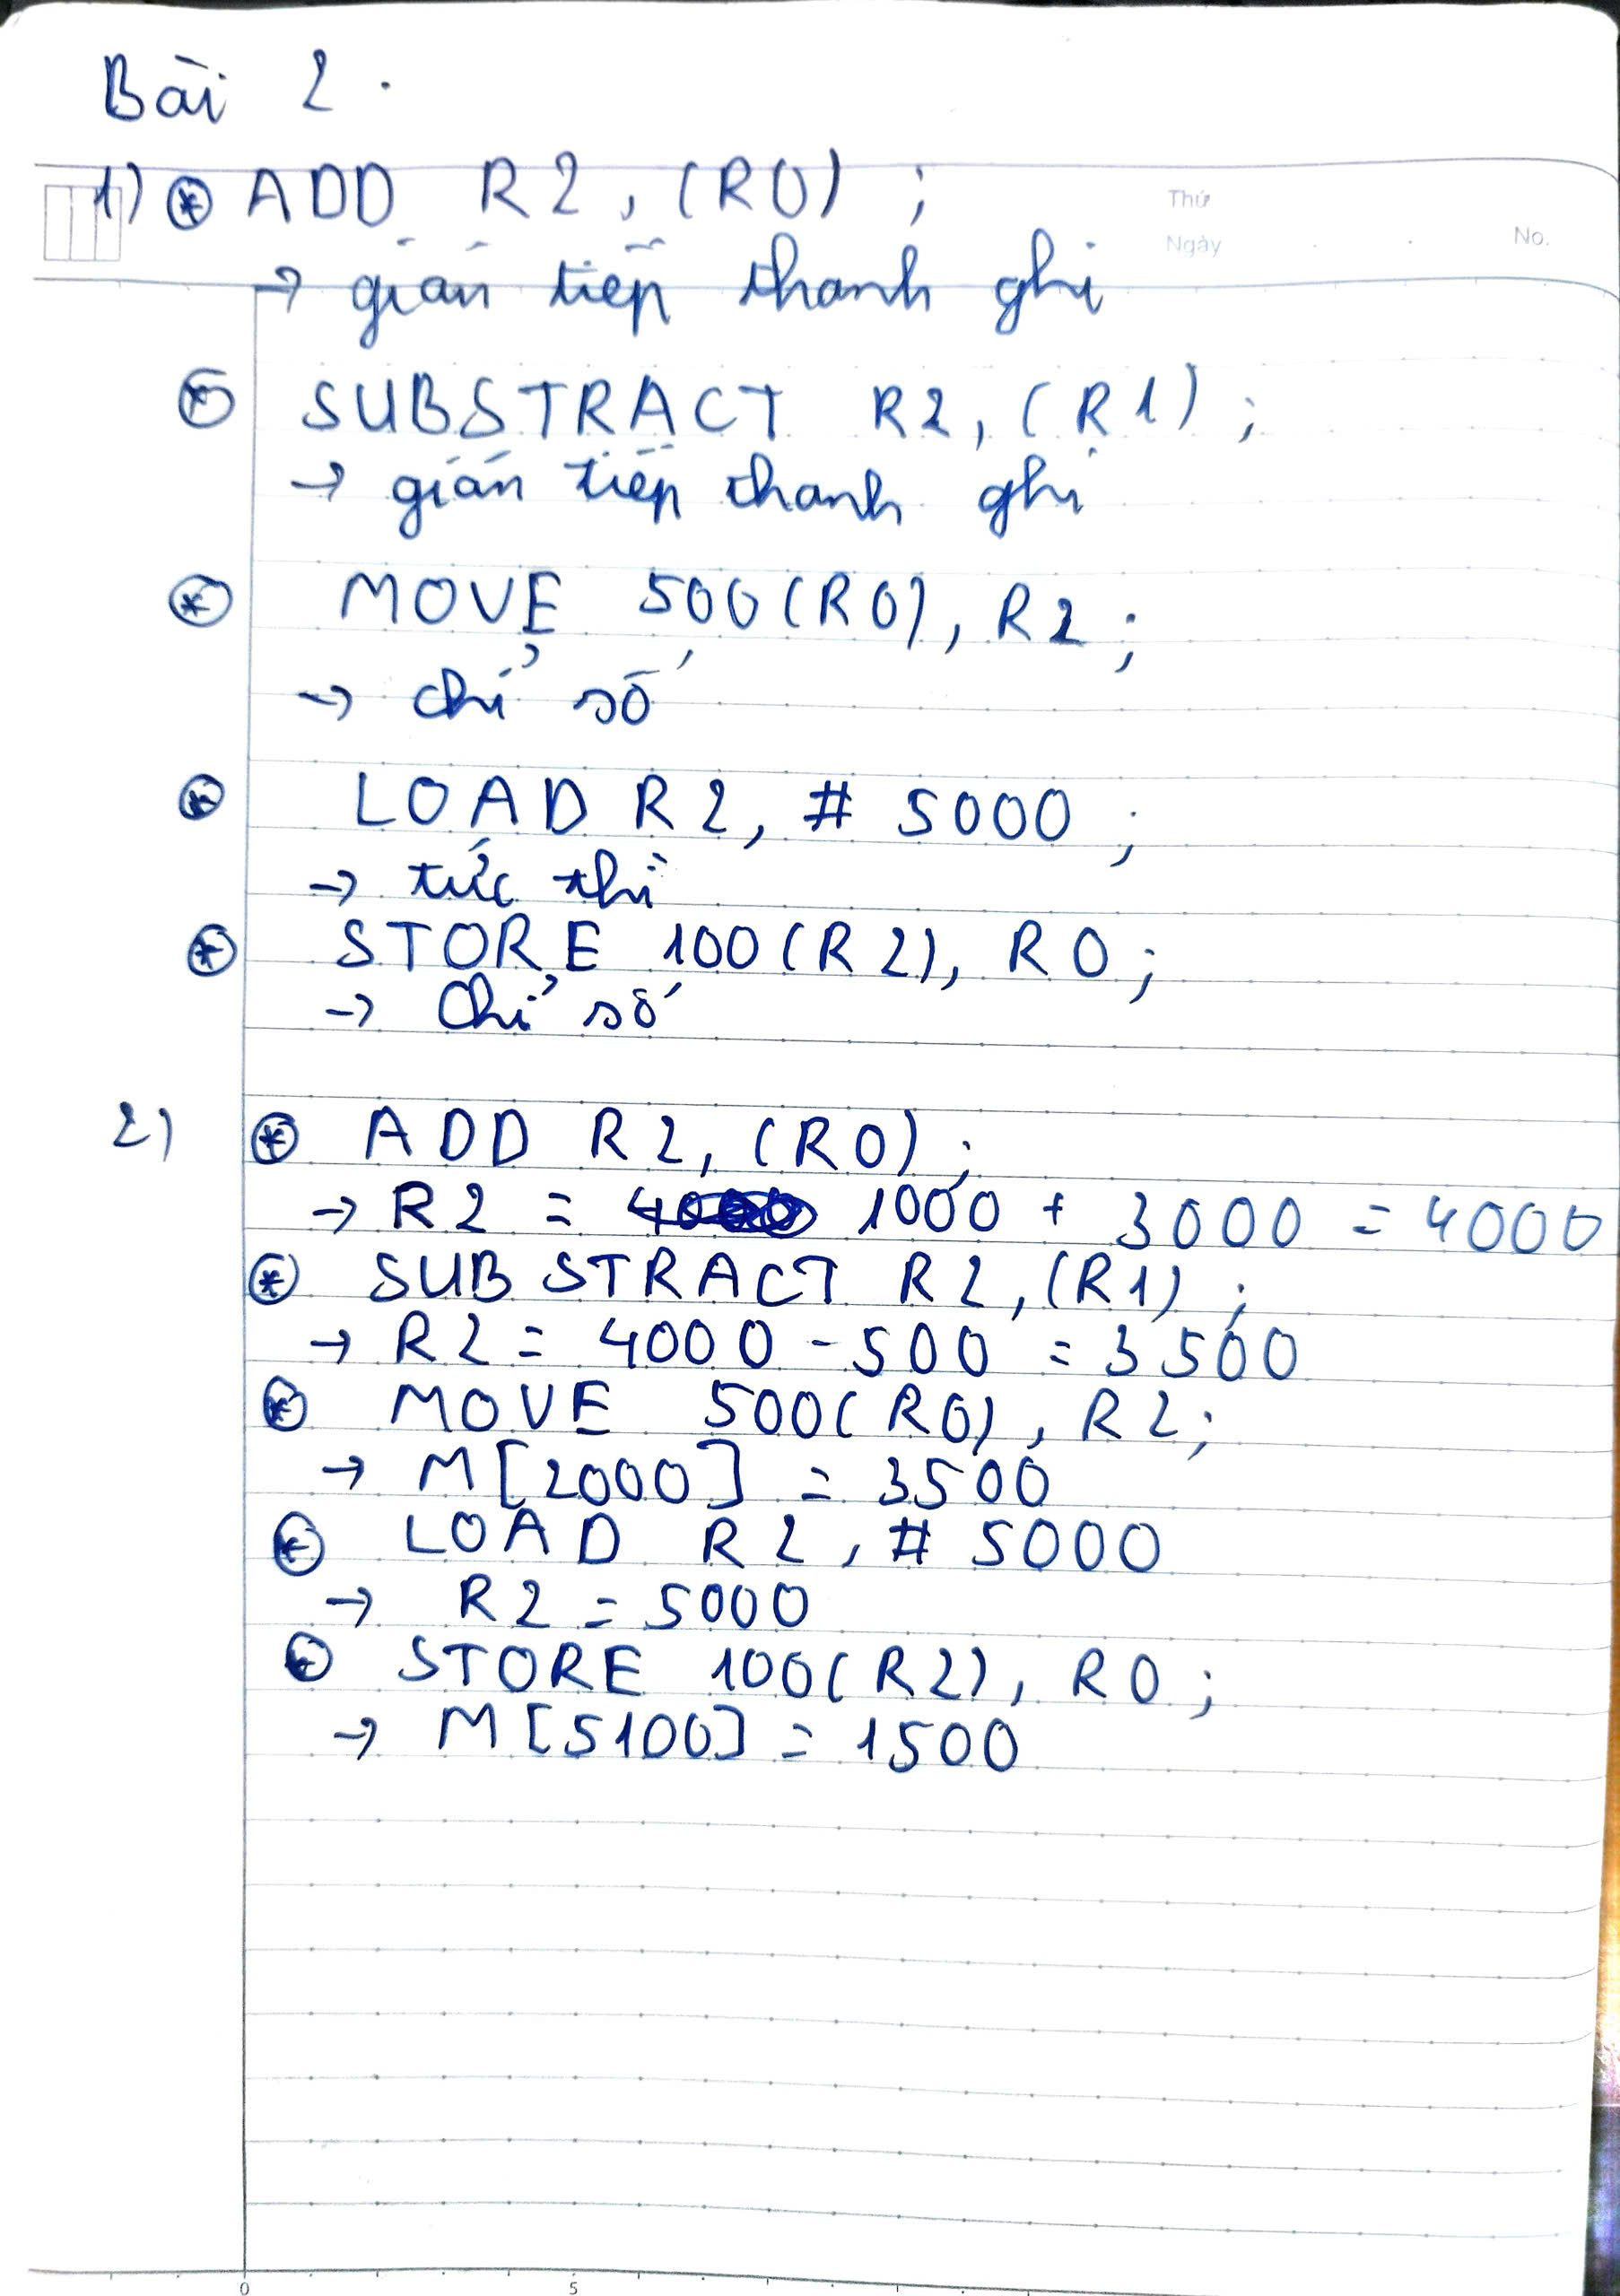 Bài 2.
1) * ADD R2, (R0) ;
Thứ
Ngày . . No.
→ gián tiếp thanh ghi
* SUBSTRACT R2, (R1) ;
→ gián tiếp thanh ghi
* MOVE 500(R0), R2 ;
→ chỉ số
* LOAD R2, # 5000 ;
→ tức thì
* STORE 100(R2), R0 ;
→ Chỉ số
2) * ADD R2, (R0) ;
→ R2 = 1000 + 3000 = 4000
* SUBSTRACT R2, (R1) ;
→ R2 = 4000 - 500 = 3500
* MOVE 500(R0), R2 ;
→ M[2000] = 3500
* LOAD R2, # 5000
→ R2 = 5000
* STORE 100(R2), R0 ;
→ M[5100] = 1500
0 5